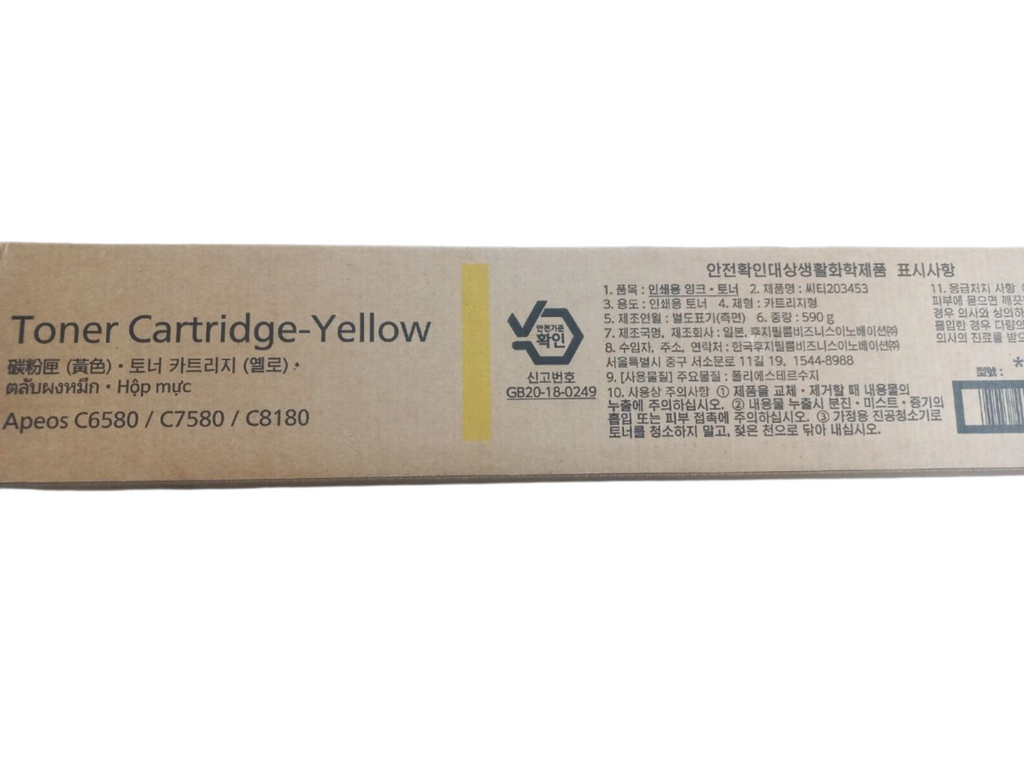 Toner Cartridge-Yellow
碳粉匣 (黃色)・토너 카트리지 (옐로)・
ตลับผงหมึก・Hộp mực
Apeos C6580 / C7580 / C8180
안전기준
확인
신고번호
GB20-18-0249
안전확인대상생활화학제품 표시사항
1. 품목 : 인쇄용 잉크・토너 2. 제품명 : 씨티203453
3. 용도 : 인쇄용 토너 4. 제형 : 카트리지형
5. 제조연월 : 별도표기(측면) 6. 중량 : 590 g
7. 제조국명, 제조회사 : 일본, 후지필름비즈니스이노베이션㈜
8. 수입자, 주소, 연락처 : 한국후지필름비즈니스이노베이션㈜
서울특별시 중구 서소문로 11길 19, 1544-8988
9. [사용물질] 주요물질 : 폴리에스테르수지
10. 사용상 주의사항 ① 제품을 교체・제거할 때 내용물의
누출에 주의하십시오. ② 내용물 누출시 분진・미스트・증기의
흡입 또는 피부 접촉에 주의하십시오. ③ 가정용 진공청소기로
토너를 청소하지 말고, 젖은 천으로 닦아 내십시오.
11. 응급처치 사항
피부에 묻으면 깨끗
경우 의사와 상의하
흡입한 경우 다량의
의사의 진료를 받으
型號 : *